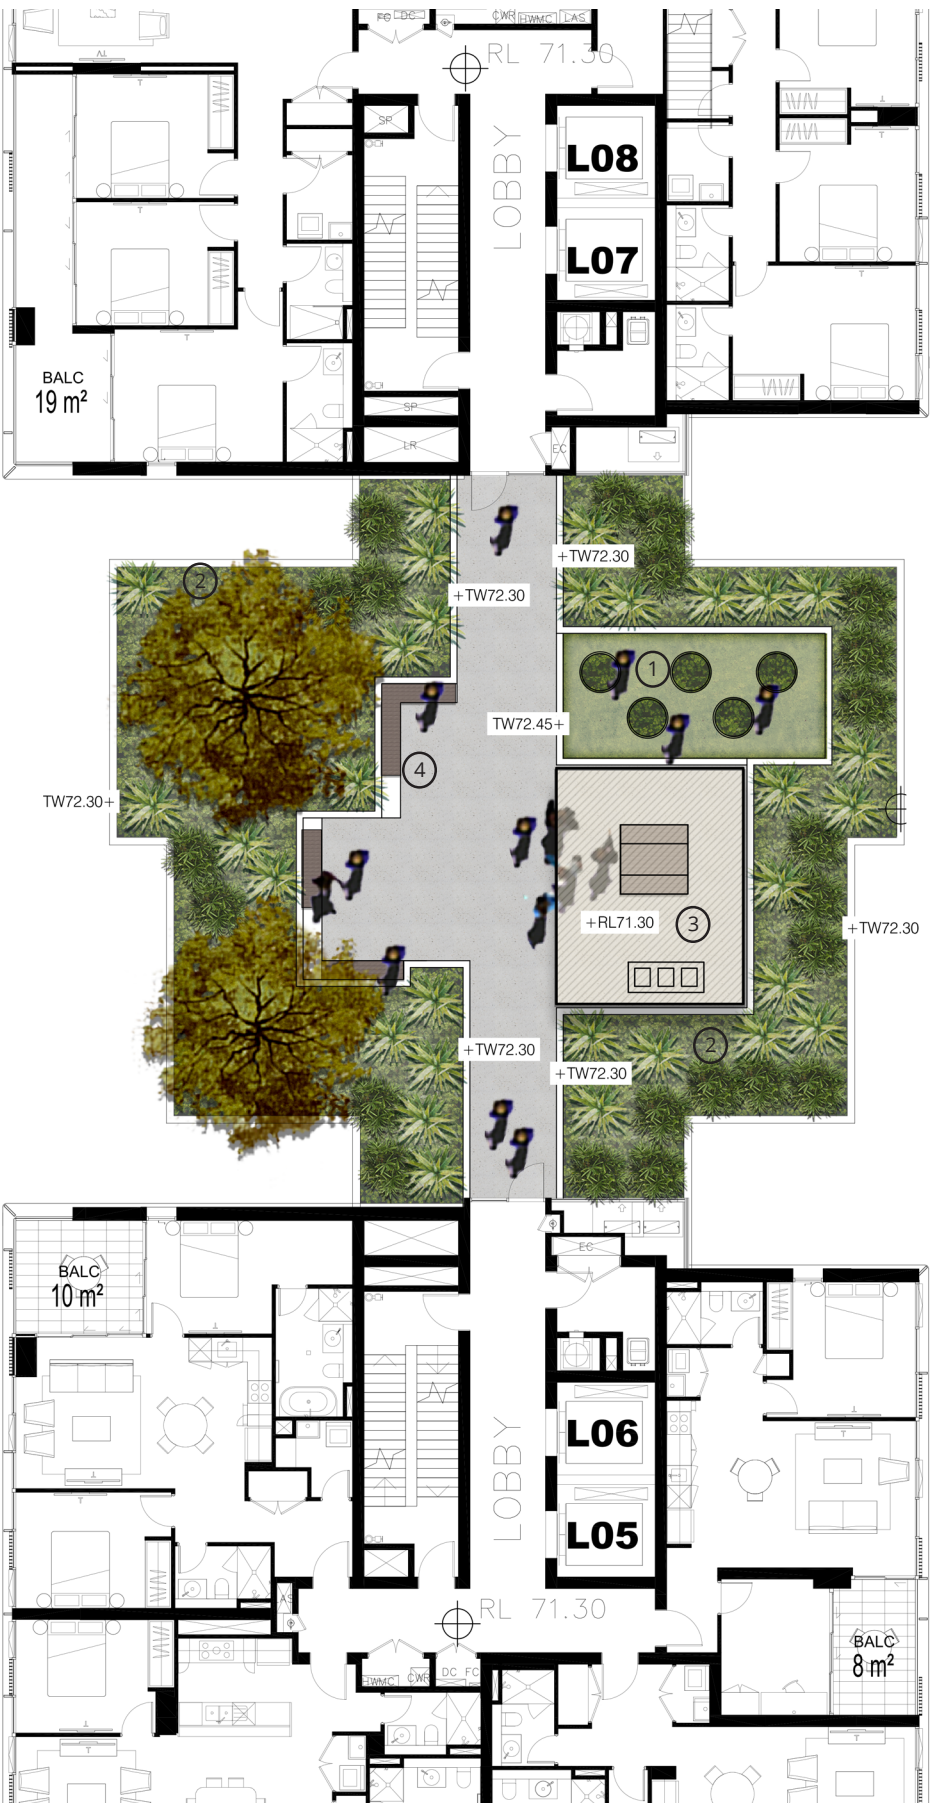 FC DC
CWR HWMC LAS
RL 71.30
SP
LOBBY
L08
L07
BALC
19 m²
SP
LR
EC
+TW72.30
2
+TW72.30
1
TW72.45+
4
TW72.30+
+RL71.30
3
+TW72.30
+TW72.30
2
+TW72.30
EC
BALC
10 m²
LOBBY
L06
L05
RL 71.30
BALC
8 m²
HWMC CWR DC FC